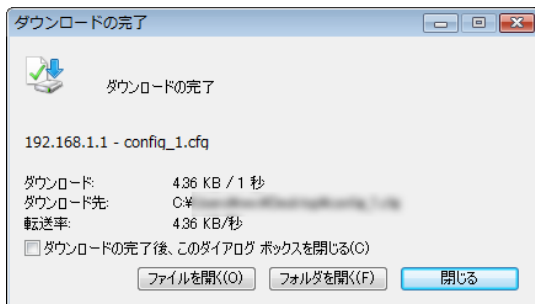 ダウンロードの完了
ダウンロードの完了
192.168.1.1 - config_1.cfg
ダウンロード: 4.36 KB / 1 秒
ダウンロード先: C:¥
転送率: 4.36 KB/秒
ダウンロードの完了後、このダイアログ ボックスを閉じる(C)
ファイルを開く(O) フォルダを開く(F) 閉じる